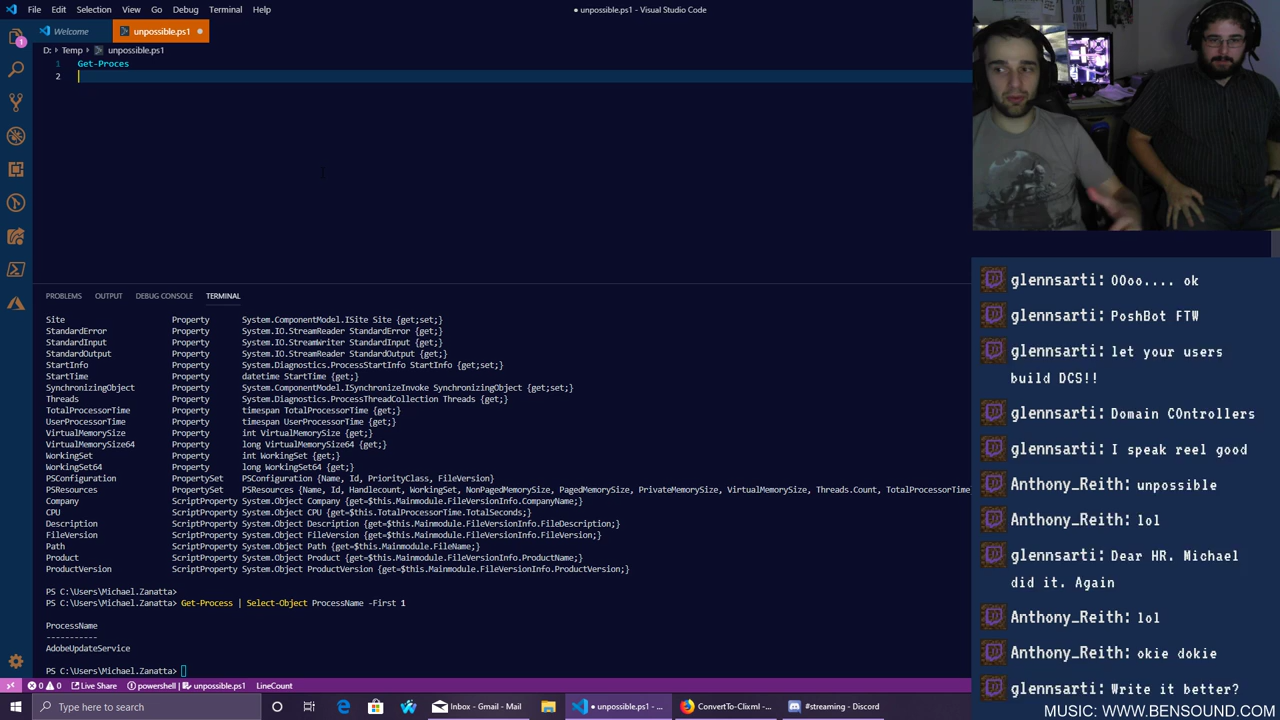 File Edit Selection View Go Debug Terminal Help
● unpossible.ps1 - Visual Studio Code
Welcome
unpossible.ps1 ●
D: › Temp › unpossible.ps1
1 Get-Proces
2
PROBLEMS OUTPUT DEBUG CONSOLE TERMINAL
Site Property System.ComponentModel.ISite Site {get;set;}
StandardError Property System.IO.StreamReader StandardError {get;}
StandardInput Property System.IO.StreamWriter StandardInput {get;}
StandardOutput Property System.IO.StreamReader StandardOutput {get;}
StartInfo Property System.Diagnostics.ProcessStartInfo StartInfo {get;set;}
StartTime Property datetime StartTime {get;}
SynchronizingObject Property System.ComponentModel.ISynchronizeInvoke SynchronizingObject {get;set;}
Threads Property System.Diagnostics.ProcessThreadCollection Threads {get;}
TotalProcessorTime Property timespan TotalProcessorTime {get;}
UserProcessorTime Property timespan UserProcessorTime {get;}
VirtualMemorySize Property int VirtualMemorySize {get;}
VirtualMemorySize64 Property long VirtualMemorySize64 {get;}
WorkingSet Property int WorkingSet {get;}
WorkingSet64 Property long WorkingSet64 {get;}
PSConfiguration PropertySet PSConfiguration {Name, Id, PriorityClass, FileVersion}
PSResources PropertySet PSResources {Name, Id, Handlecount, WorkingSet, NonPagedMemorySize, PagedMemorySize, PrivateMemorySize, VirtualMemorySize, Threads.Count, TotalProcessorTime
Company ScriptProperty System.Object Company {get=$this.Mainmodule.FileVersionInfo.CompanyName;}
CPU ScriptProperty System.Object CPU {get=$this.TotalProcessorTime.TotalSeconds;}
Description ScriptProperty System.Object Description {get=$this.Mainmodule.FileVersionInfo.FileDescription;}
FileVersion ScriptProperty System.Object FileVersion {get=$this.Mainmodule.FileVersionInfo.FileVersion;}
Path ScriptProperty System.Object Path {get=$this.Mainmodule.FileName;}
Product ScriptProperty System.Object Product {get=$this.Mainmodule.FileVersionInfo.ProductName;}
ProductVersion ScriptProperty System.Object ProductVersion {get=$this.Mainmodule.FileVersionInfo.ProductVersion;}
PS C:\Users\Michael.Zanatta>
PS C:\Users\Michael.Zanatta> Get-Process | Select-Object ProcessName -First 1
ProcessName
-----------
AdobeUpdateService
PS C:\Users\Michael.Zanatta>
0 0 Live Share powershell | unpossible.ps1 LineCount
Type here to search
Inbox - Gmail - Mail
● unpossible.ps1 - ...
ConvertTo-Clixml -...
#streaming - Discord
glennsarti: OOoo.... ok
glennsarti: PoshBot FTW
glennsarti: let your users
build DCS!!
glennsarti: Domain COntrollers
glennsarti: I speak reel good
Anthony_Reith: unpossible
Anthony_Reith: lol
glennsarti: Dear HR. Michael
did it. Again
Anthony_Reith: lol
Anthony_Reith: okie dokie
glennsarti: Write it better?
MUSIC: WWW.BENSOUND.COM